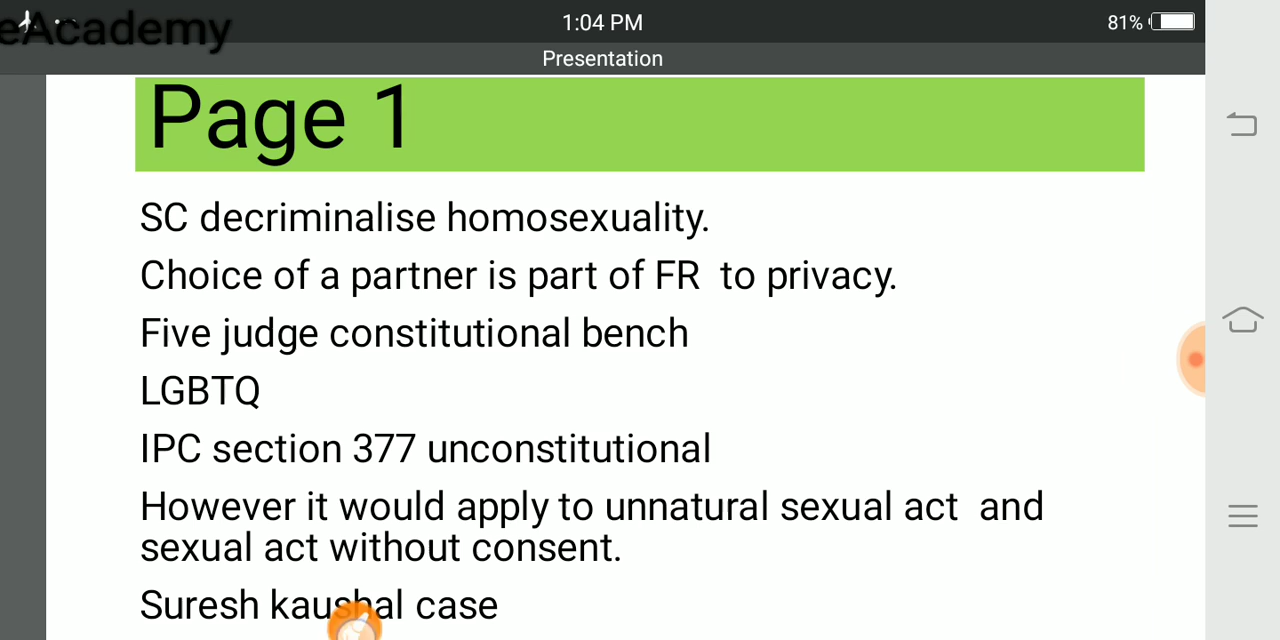 eAcademy
1:04 PM
81%
Presentation
Page 1
SC decriminalise homosexuality.
Choice of a partner is part of FR  to privacy.
Five judge constitutional bench
LGBTQ
IPC section 377 unconstitutional
However it would apply to unnatural sexual act  and
sexual act without consent.
Suresh kaushal case